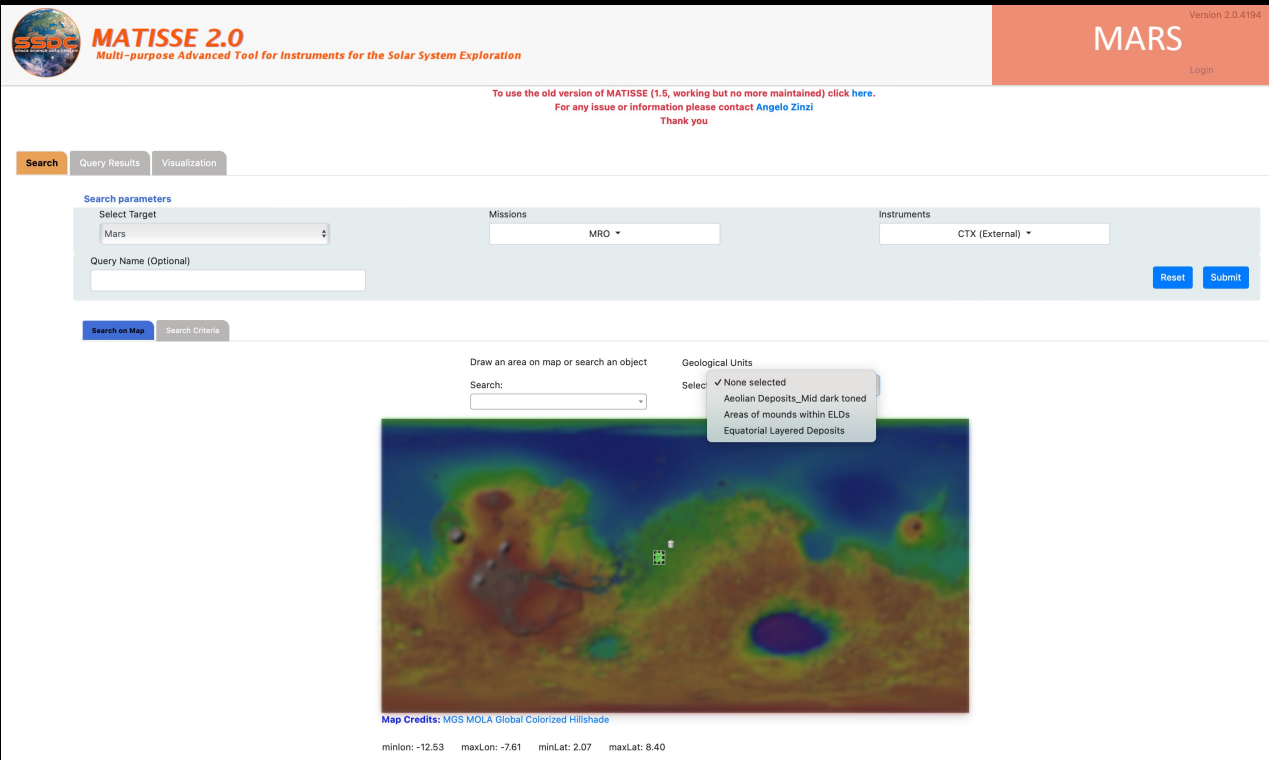 SSDC
MATISSE 2.0
Multi-purpose Advanced Tool for Instruments for the Solar System Exploration
Version 2.0.4194
MARS
Login
To use the old version of MATISSE (1.5, working but no more maintained) click here.
For any issue or information please contact Angelo Zinzi
Thank you
Search Query Results Visualization
Search parameters
Select Target Missions Instruments
Mars MRO CTX (External)
Query Name (Optional)
Reset Submit
Search on Map Search Criteria
Draw an area on map or search an object Geological Units
Search: Selec
✓ None selected
Aeolian Deposits_Mid dark toned
Areas of mounds within ELDs
Equatorial Layered Deposits
Map Credits: MGS MOLA Global Colorized Hillshade
minlon: -12.53 maxLon: -7.61 minLat: 2.07 maxLat: 8.40